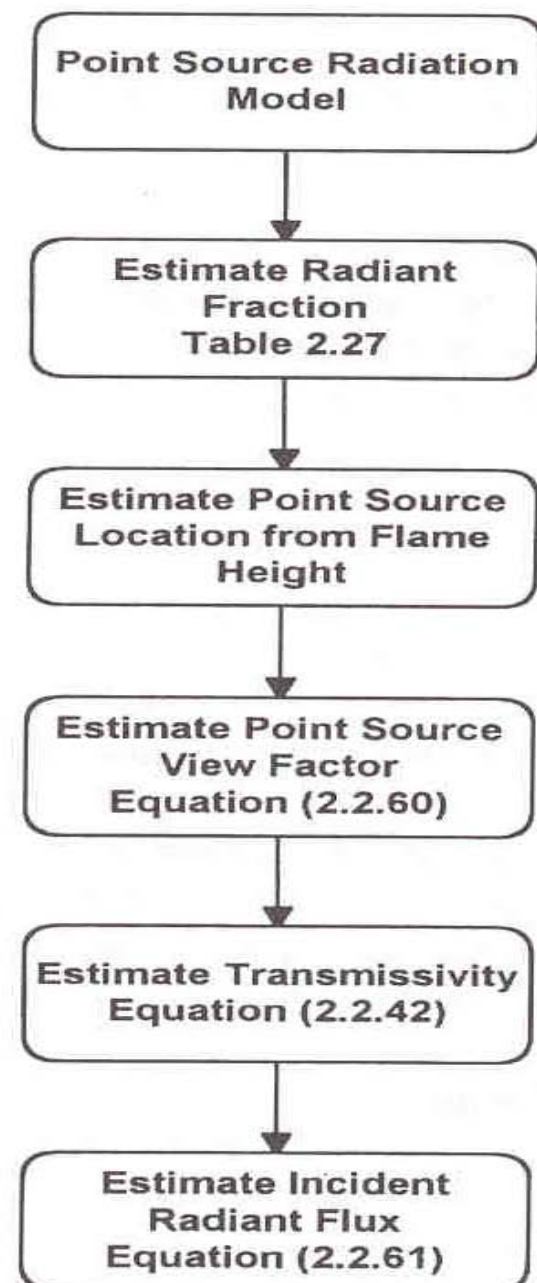 Point Source Radiation
Model
Estimate Radiant
Fraction
Table 2.27
Estimate Point Source
Location from Flame
Height
Estimate Point Source
View Factor
Equation (2.2.60)
Estimate Transmissivity
Equation (2.2.42)
Estimate Incident
Radiant Flux
Equation (2.2.61)